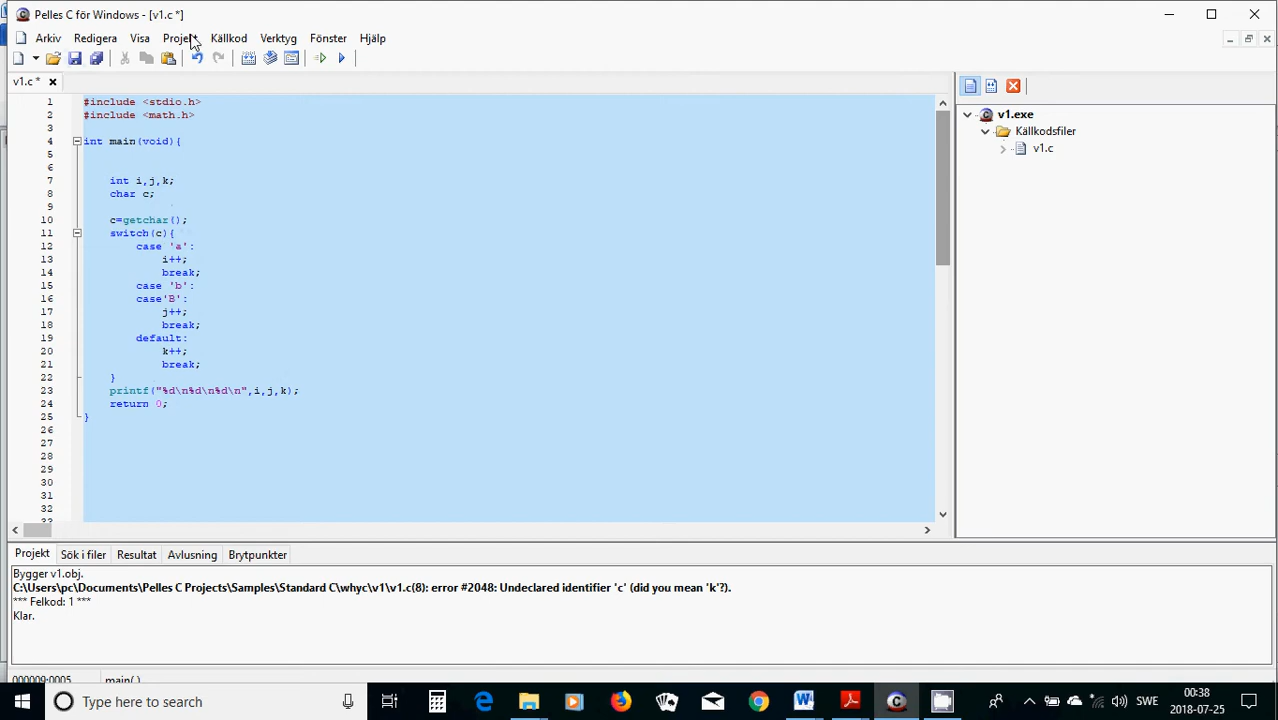 Pelles C för Windows - [v1.c *]
Arkiv Redigera Visa Projekt Källkod Verktyg Fönster Hjälp
v1.c *
1 #include <stdio.h>
2 #include <math.h>
3
4 int main(void){
5
6
7 int i,j,k;
8 char c;
9
10 c=getchar();
11 switch(c){
12 case 'a':
13 i++;
14 break;
15 case 'b':
16 case'B':
17 j++;
18 break;
19 default:
20 k++;
21 break;
22 }
23 printf("%d\n%d\n%d\n",i,j,k);
24 return 0;
25 }
26
27
28
29
30
31
32
33
v1.exe
Källkodsfiler
v1.c
Projekt Sök i filer Resultat Avlusning Brytpunkter
Bygger v1.obj.
C:\Users\pc\Documents\Pelles C Projects\Samples\Standard C\whyc\v1\v1.c(8): error #2048: Undeclared identifier 'c' (did you mean 'k'?).
*** Felkod: 1 ***
Klar.
000009:0005 main( )
Type here to search
SWE
00:38
2018-07-25